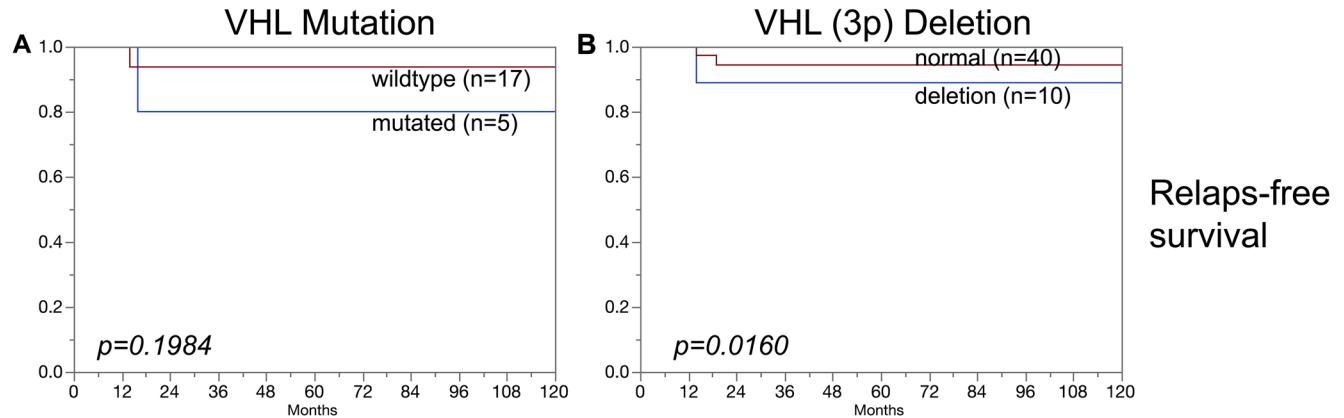 VHL Mutation
VHL (3p) Deletion
A
1.0
0.8
0.6
0.4
0.2
0.0
wildtype (n=17)
mutated (n=5)
p=0.1984
0 12 24 36 48 60 72 84 96 108 120
Months
B
1.0
0.8
0.6
0.4
0.2
0.0
normal (n=40)
deletion (n=10)
p=0.0160
0 12 24 36 48 60 72 84 96 108 120
Months
Relaps-free
survival